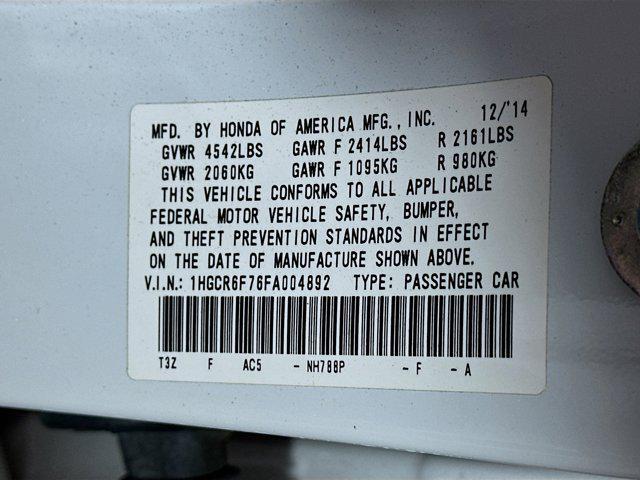 MFD. BY HONDA OF AMERICA MFG., INC. 12/'14
GVWR 4542LBS GAWR F 2414LBS R 2161LBS
GVWR 2060KG GAWR F 1095KG R 980KG
THIS VEHICLE CONFORMS TO ALL APPLICABLE
FEDERAL MOTOR VEHICLE SAFETY, BUMPER,
AND THEFT PREVENTION STANDARDS IN EFFECT
ON THE DATE OF MANUFACTURE SHOWN ABOVE.
V.I.N.: 1HGCR6F76FA004892 TYPE: PASSENGER CAR
T3Z F AC5 - NH788P - F - A